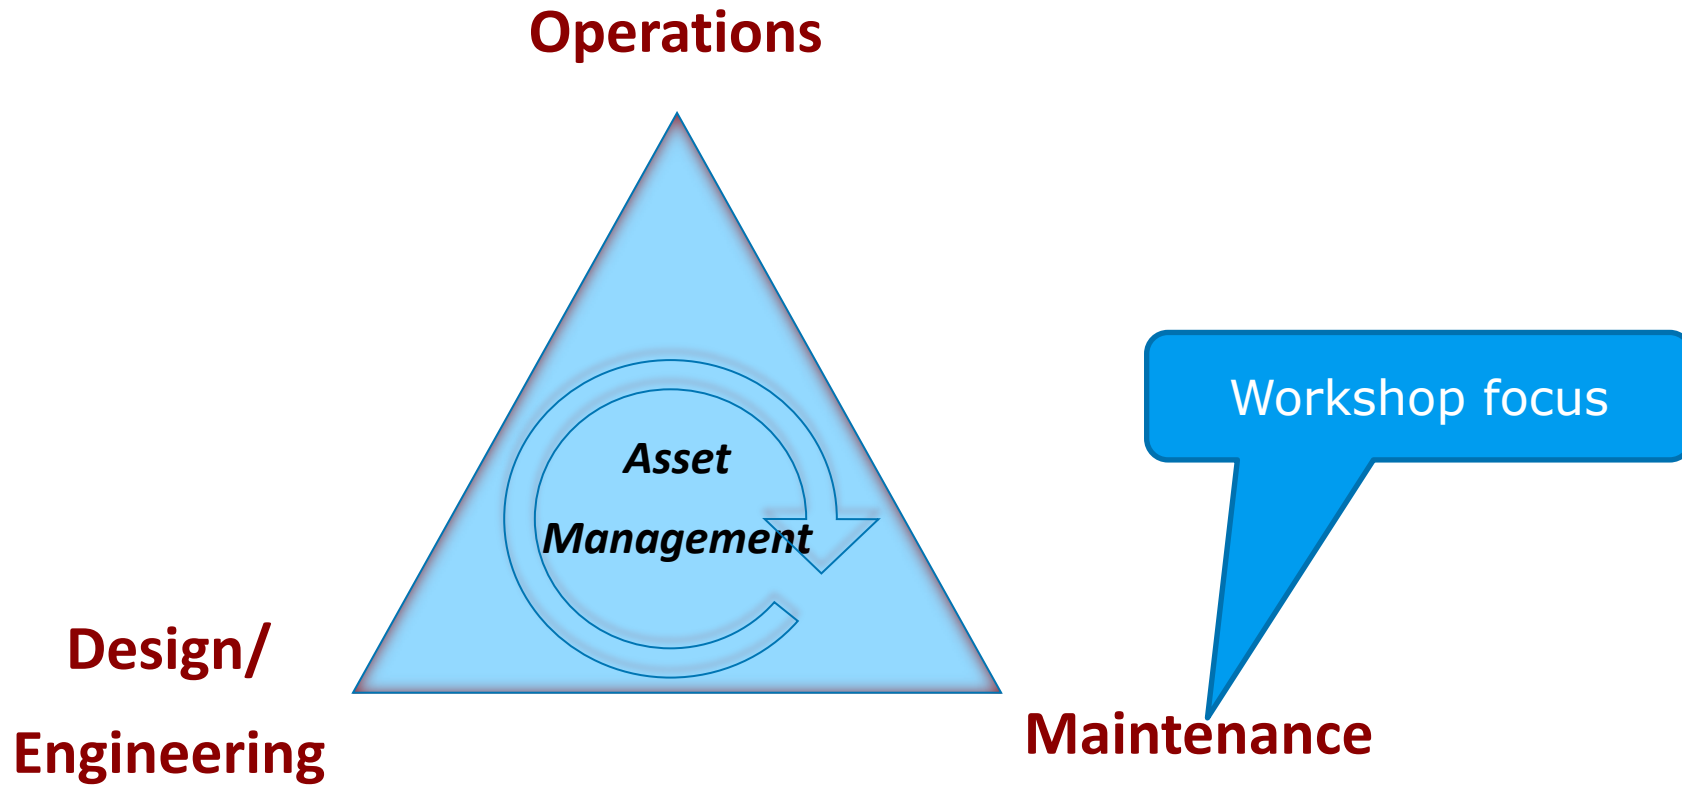 Operations
Workshop focus
Asset
Management
Design/
Engineering
Maintenance